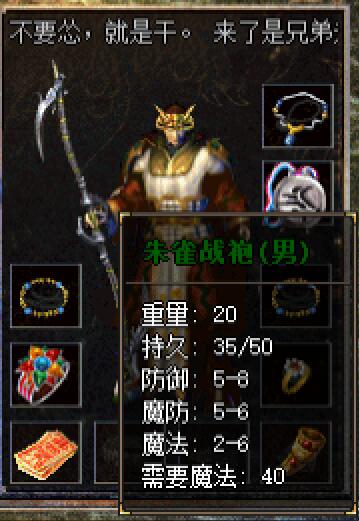 不要怂，就是干。 来了是兄弟
朱雀战袍(男)
重量: 20
持久: 35/50
防御: 5-8
魔防: 5-6
魔法: 2-6
需要魔法: 40